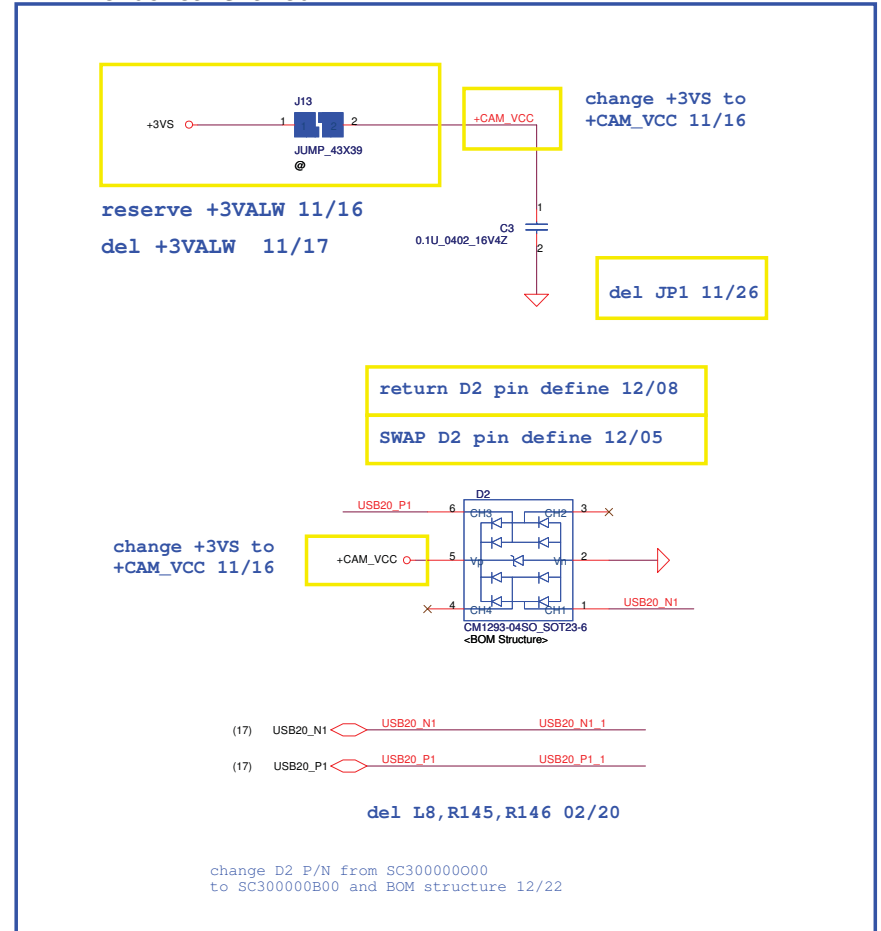 J13
+3VS
1
1
2
2
+CAM_VCC
JUMP_43X39
@
change +3VS to
+CAM_VCC 11/16
reserve +3VALW 11/16
del +3VALW 11/17
1
C3
0.1U_0402_16V4Z
2
del JP1 11/26
return D2 pin define 12/08
SWAP D2 pin define 12/05
D2
USB20_P1
6
CH3
CH2
3
change +3VS to
+CAM_VCC 11/16
+CAM_VCC
5
Vp
Vn
2
4
CH4
CH1
1
USB20_N1
CM1293-04SO_SOT23-6
<BOM Structure>
(17) USB20_N1
USB20_N1
USB20_N1_1
(17) USB20_P1
USB20_P1
USB20_P1_1
del L8,R145,R146 02/20
change D2 P/N from SC300000O00
to SC300000B00 and BOM structure 12/22